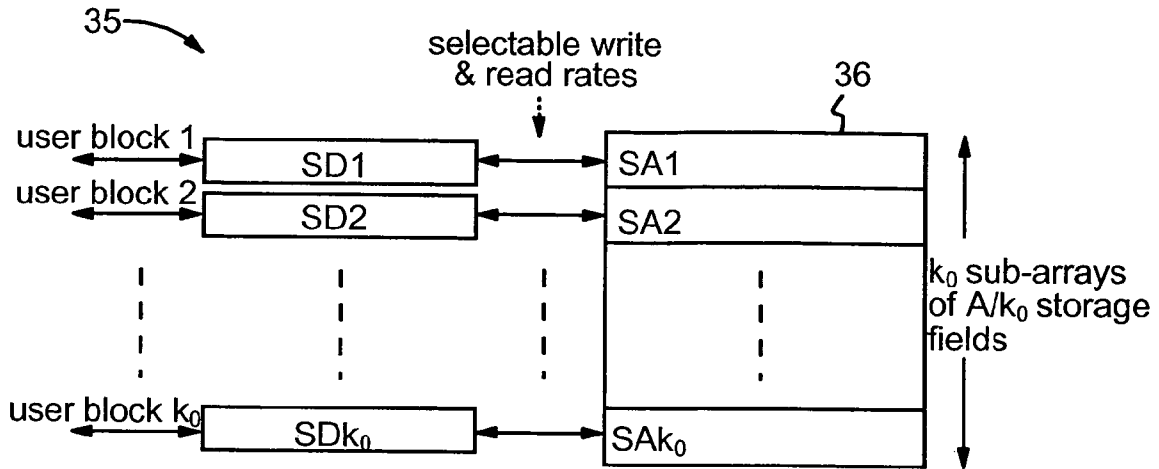 35
selectable write
& read rates
36
user block 1
SD1
SA1
user block 2
SD2
SA2
k₀ sub-arrays
of A/k₀ storage
fields
user block k₀
SDk₀
SAk₀